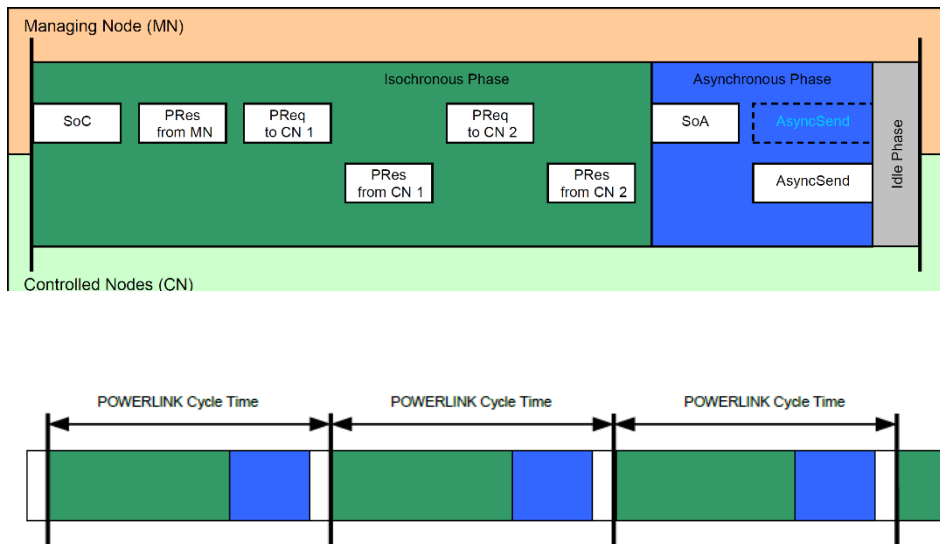 Managing Node (MN)
Isochronous Phase
Asynchronous Phase
SoC
PRes
from MN
PReq
to CN 1
PReq
to CN 2
SoA
AsyncSend
PRes
from CN 1
PRes
from CN 2
AsyncSend
Idle Phase
Controlled Nodes (CN)
POWERLINK Cycle Time
POWERLINK Cycle Time
POWERLINK Cycle Time